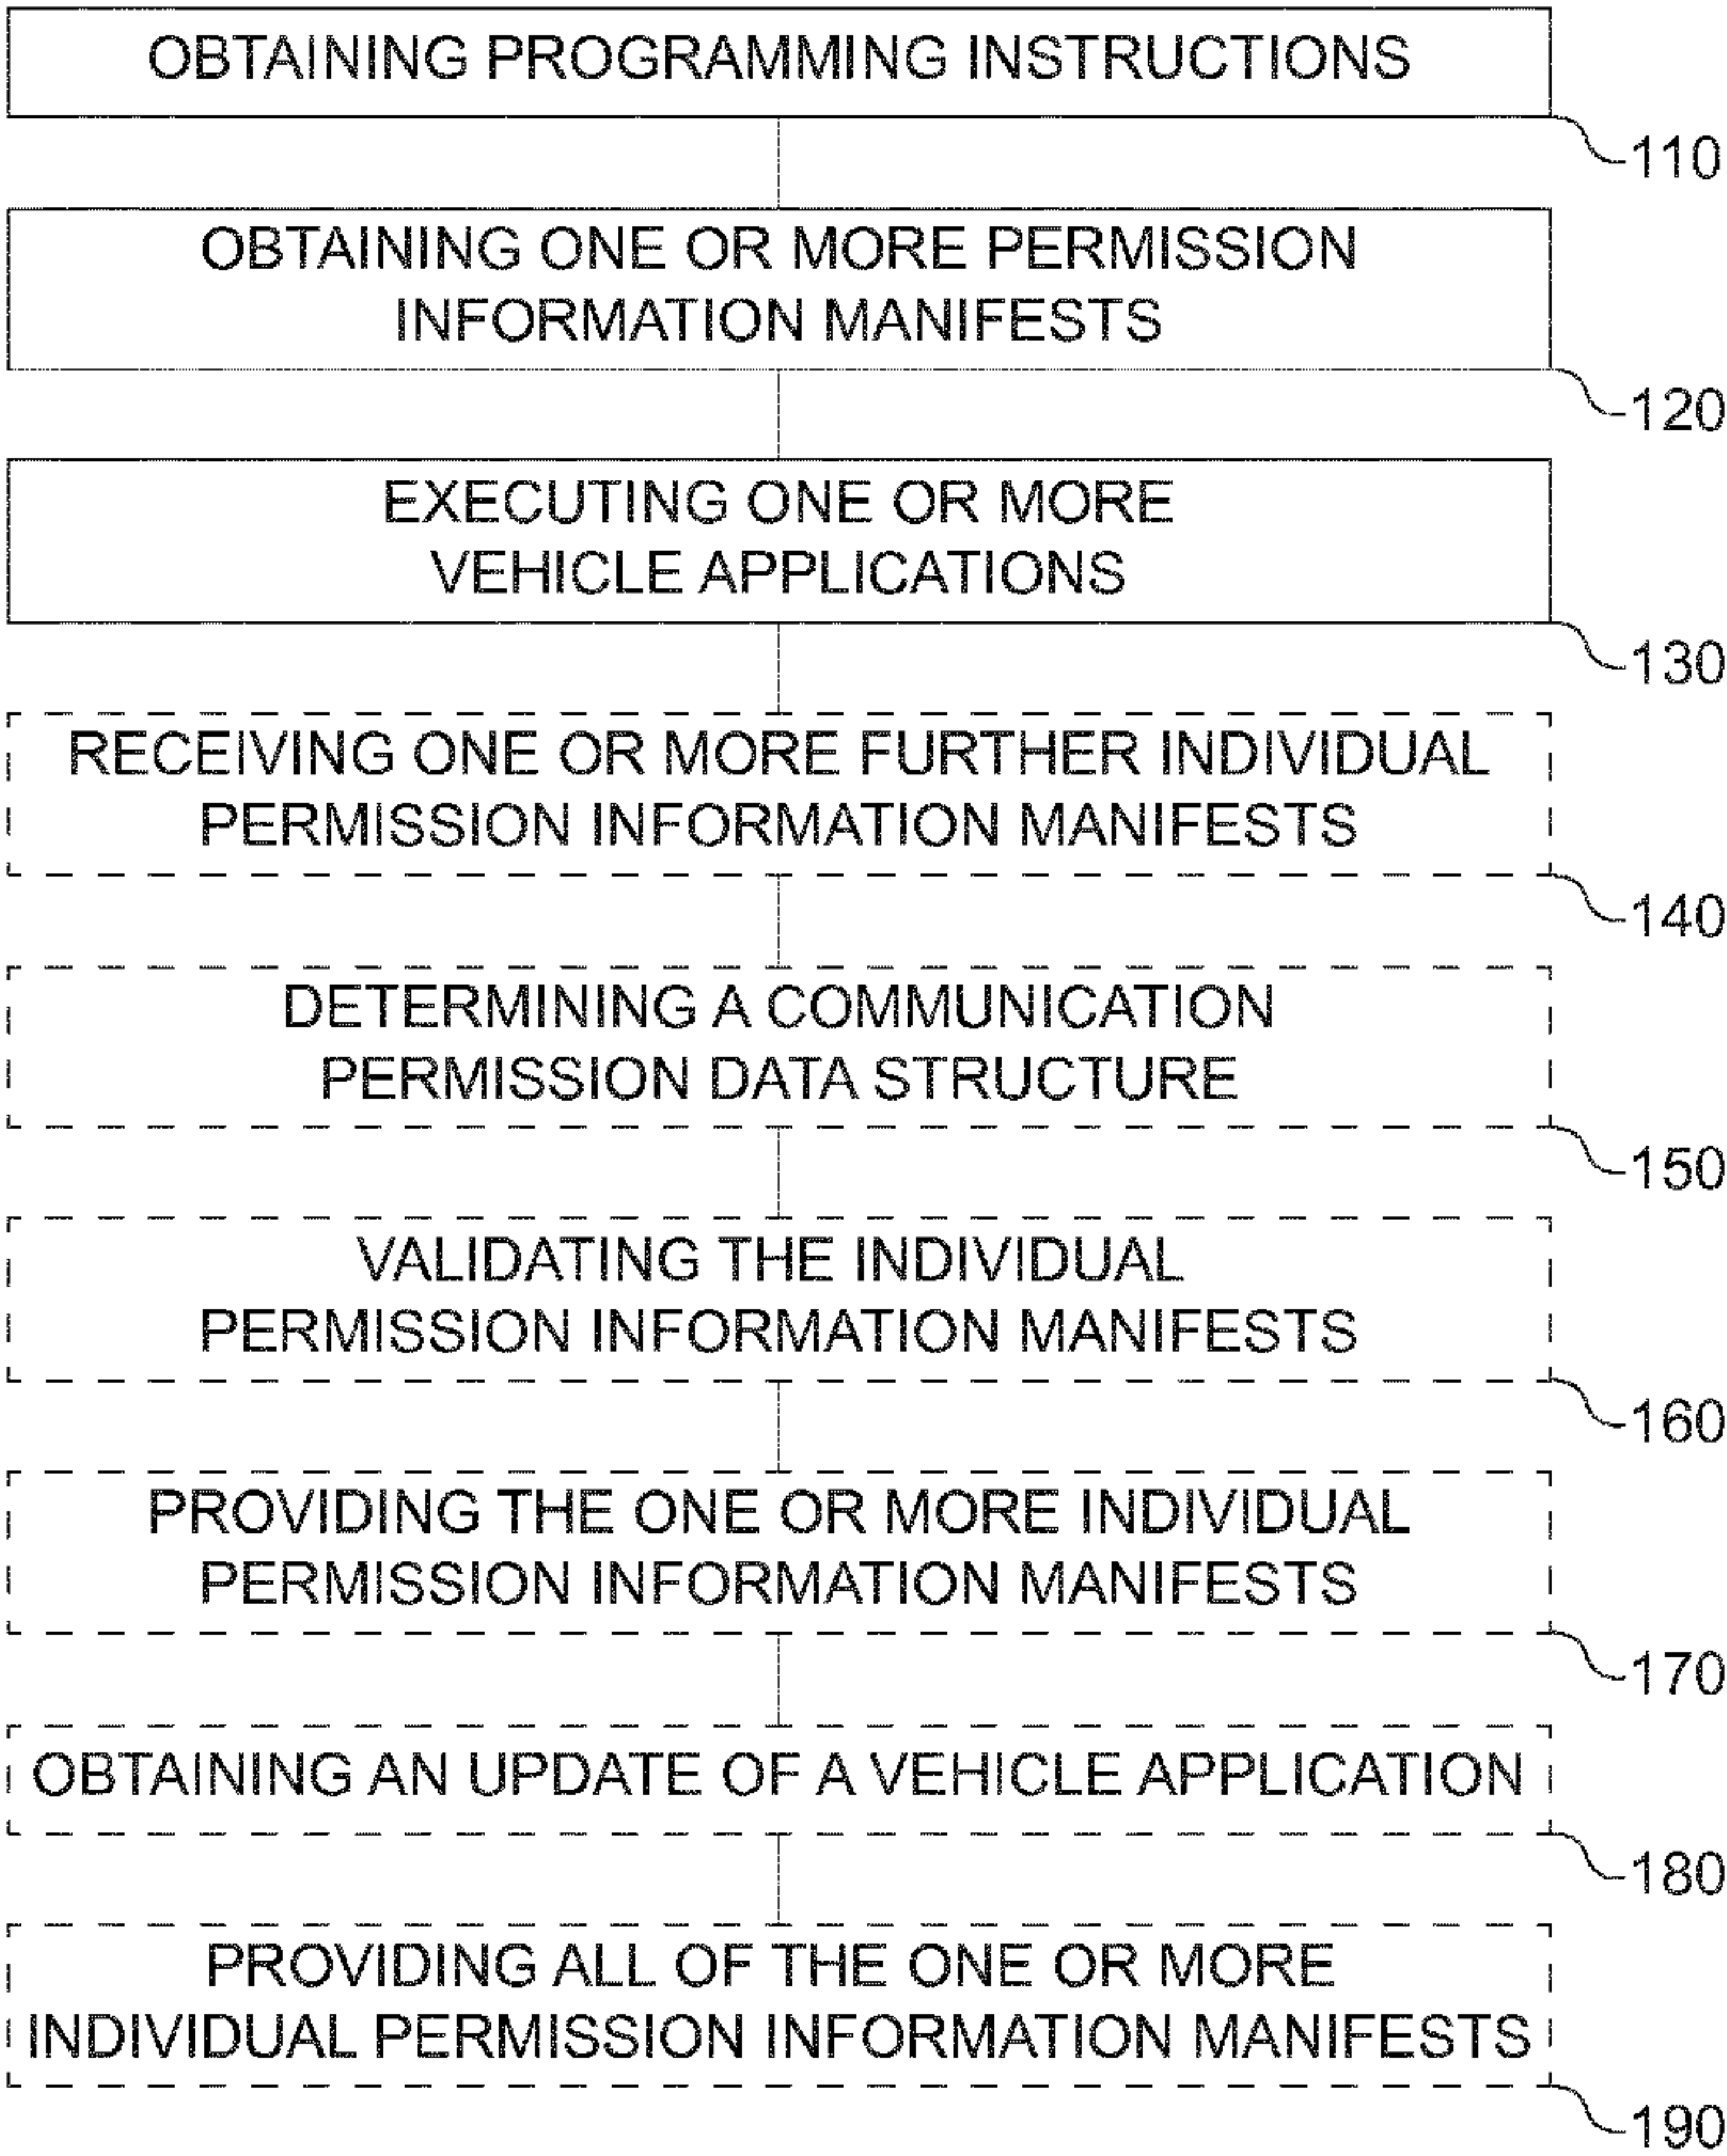 OBTAINING PROGRAMMING INSTRUCTIONS
110
OBTAINING ONE OR MORE PERMISSION
INFORMATION MANIFESTS
120
EXECUTING ONE OR MORE
VEHICLE APPLICATIONS
130
RECEIVING ONE OR MORE FURTHER INDIVIDUAL
PERMISSION INFORMATION MANIFESTS
140
DETERMINING A COMMUNICATION
PERMISSION DATA STRUCTURE
150
VALIDATING THE INDIVIDUAL
PERMISSION INFORMATION MANIFESTS
160
PROVIDING THE ONE OR MORE INDIVIDUAL
PERMISSION INFORMATION MANIFESTS
170
OBTAINING AN UPDATE OF A VEHICLE APPLICATION
180
PROVIDING ALL OF THE ONE OR MORE
INDIVIDUAL PERMISSION INFORMATION MANIFESTS
190